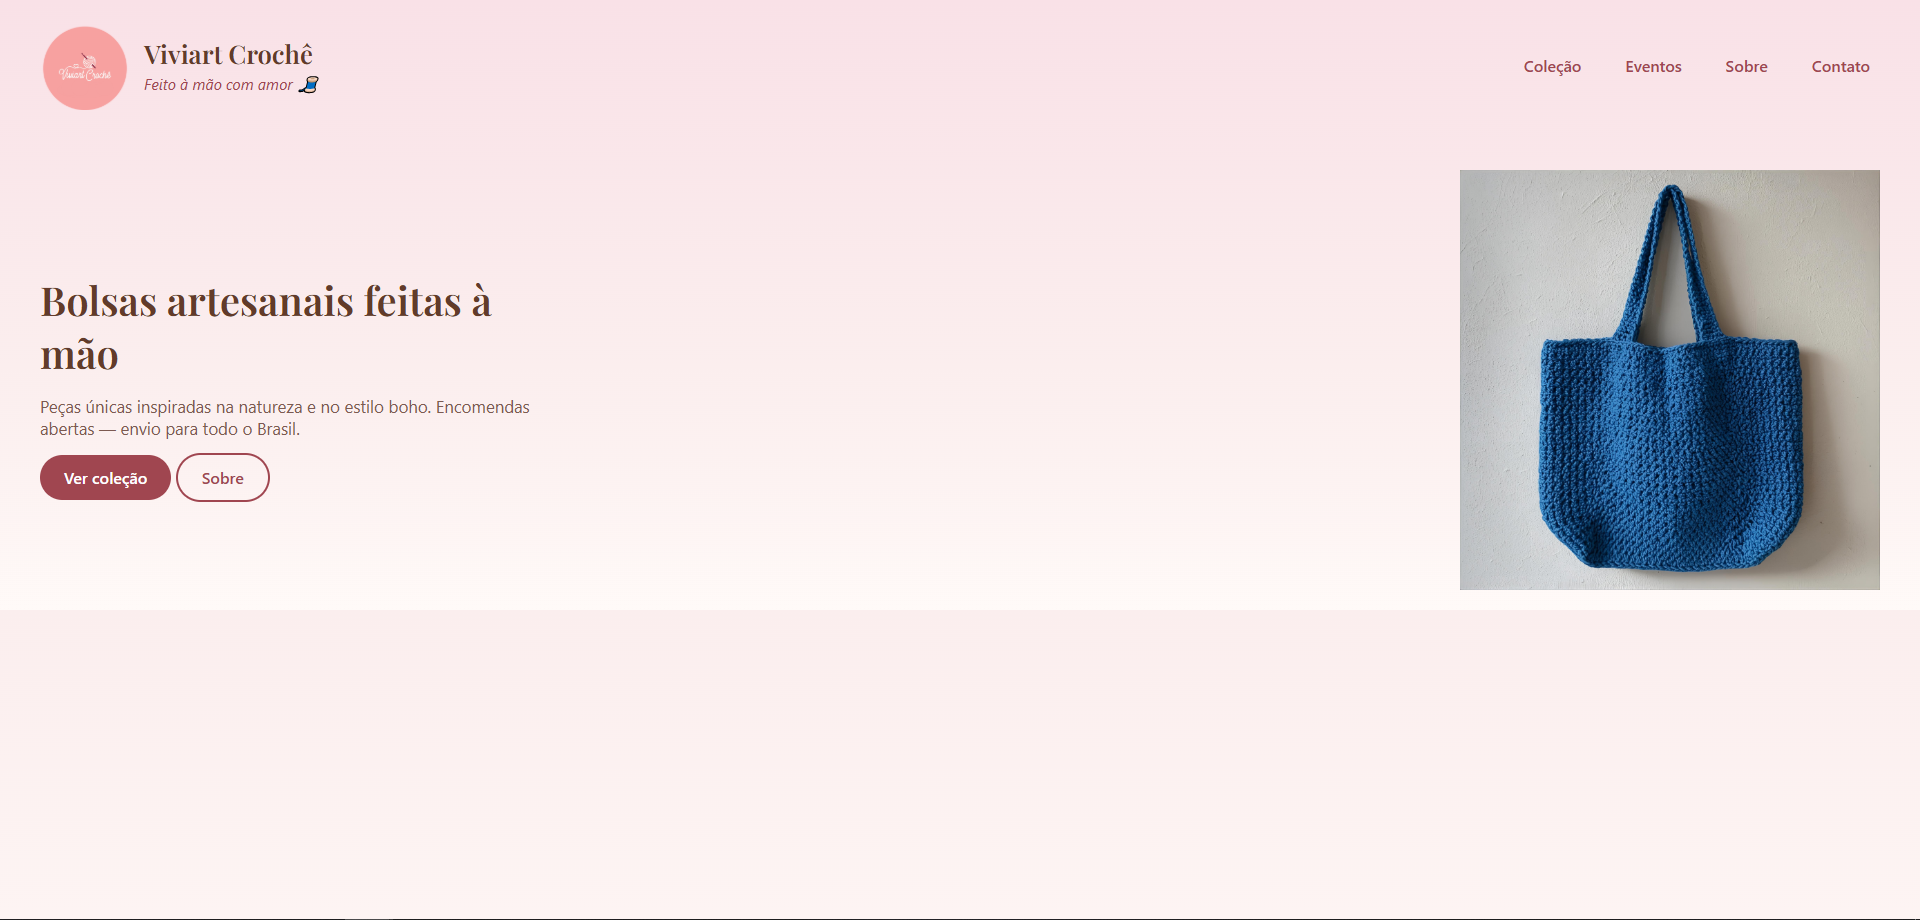 Viviart Crochê
Viviart Crochê
Feito à mão com amor
Coleção
Eventos
Sobre
Contato
Bolsas artesanais feitas à
mão
Peças únicas inspiradas na natureza e no estilo boho. Encomendas
abertas — envio para todo o Brasil.
Ver coleção
Sobre